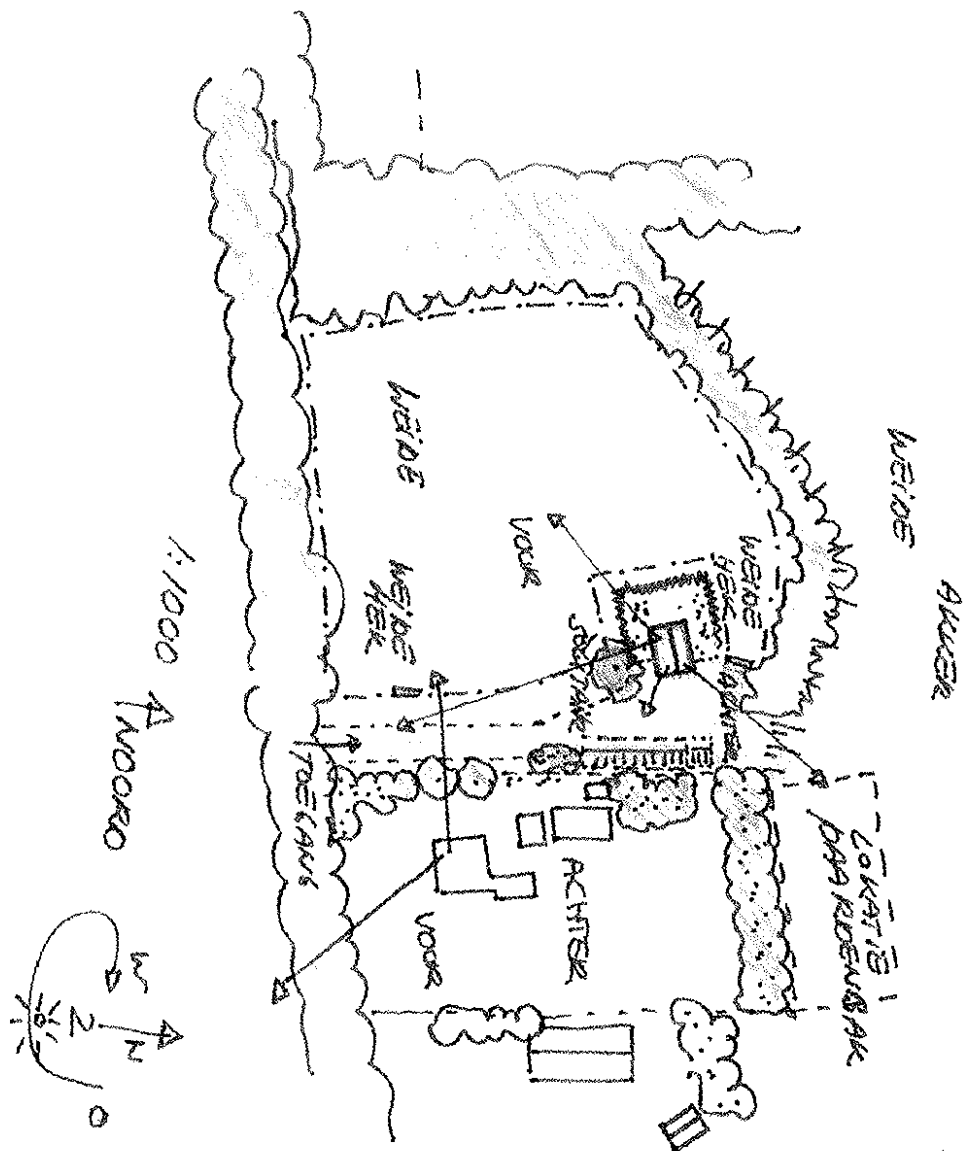 WEIDE
AKKER
WEIDE
HEK
ACHTER
LOKATIE
PAARDENBAK
VOOR
WEIDE
WEIDE
HEK
ACHTER
VOOR
TOEGANG
1:1000
NOORD
W
N
Z
O